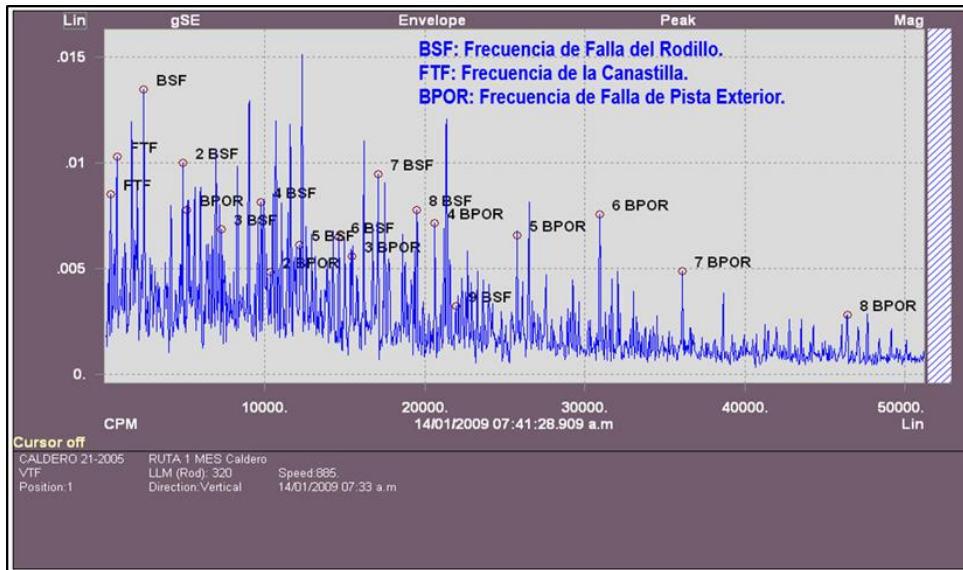 Lin gSE Envelope Peak Mag
BSF: Frecuencia de Falla del Rodillo.
FTF: Frecuencia de la Canastilla.
BPOR: Frecuencia de Falla de Pista Exterior.
.015
BSF
FTF
2 BSF
.01
7 BSF
FTF
BPOR
4 BSF
8 BSF
6 BPOR
3 BSF
6 BSF
4 BPOR
5 BSF
3 BPOR
5 BPOR
2 BPOR
.005
7 BPOR
9 BSF
8 BPOR
0.
10000. 20000. 30000. 40000. 50000.
CPM 14/01/2009 07:41:28.909 a.m Lin
Cursor off
CALDERO 21-2005 RUTA 1 MES Caldero
VTF LLM (Rod): 320 Speed:885.
Position:1 Direction:Vertical 14/01/2009 07:33 a.m